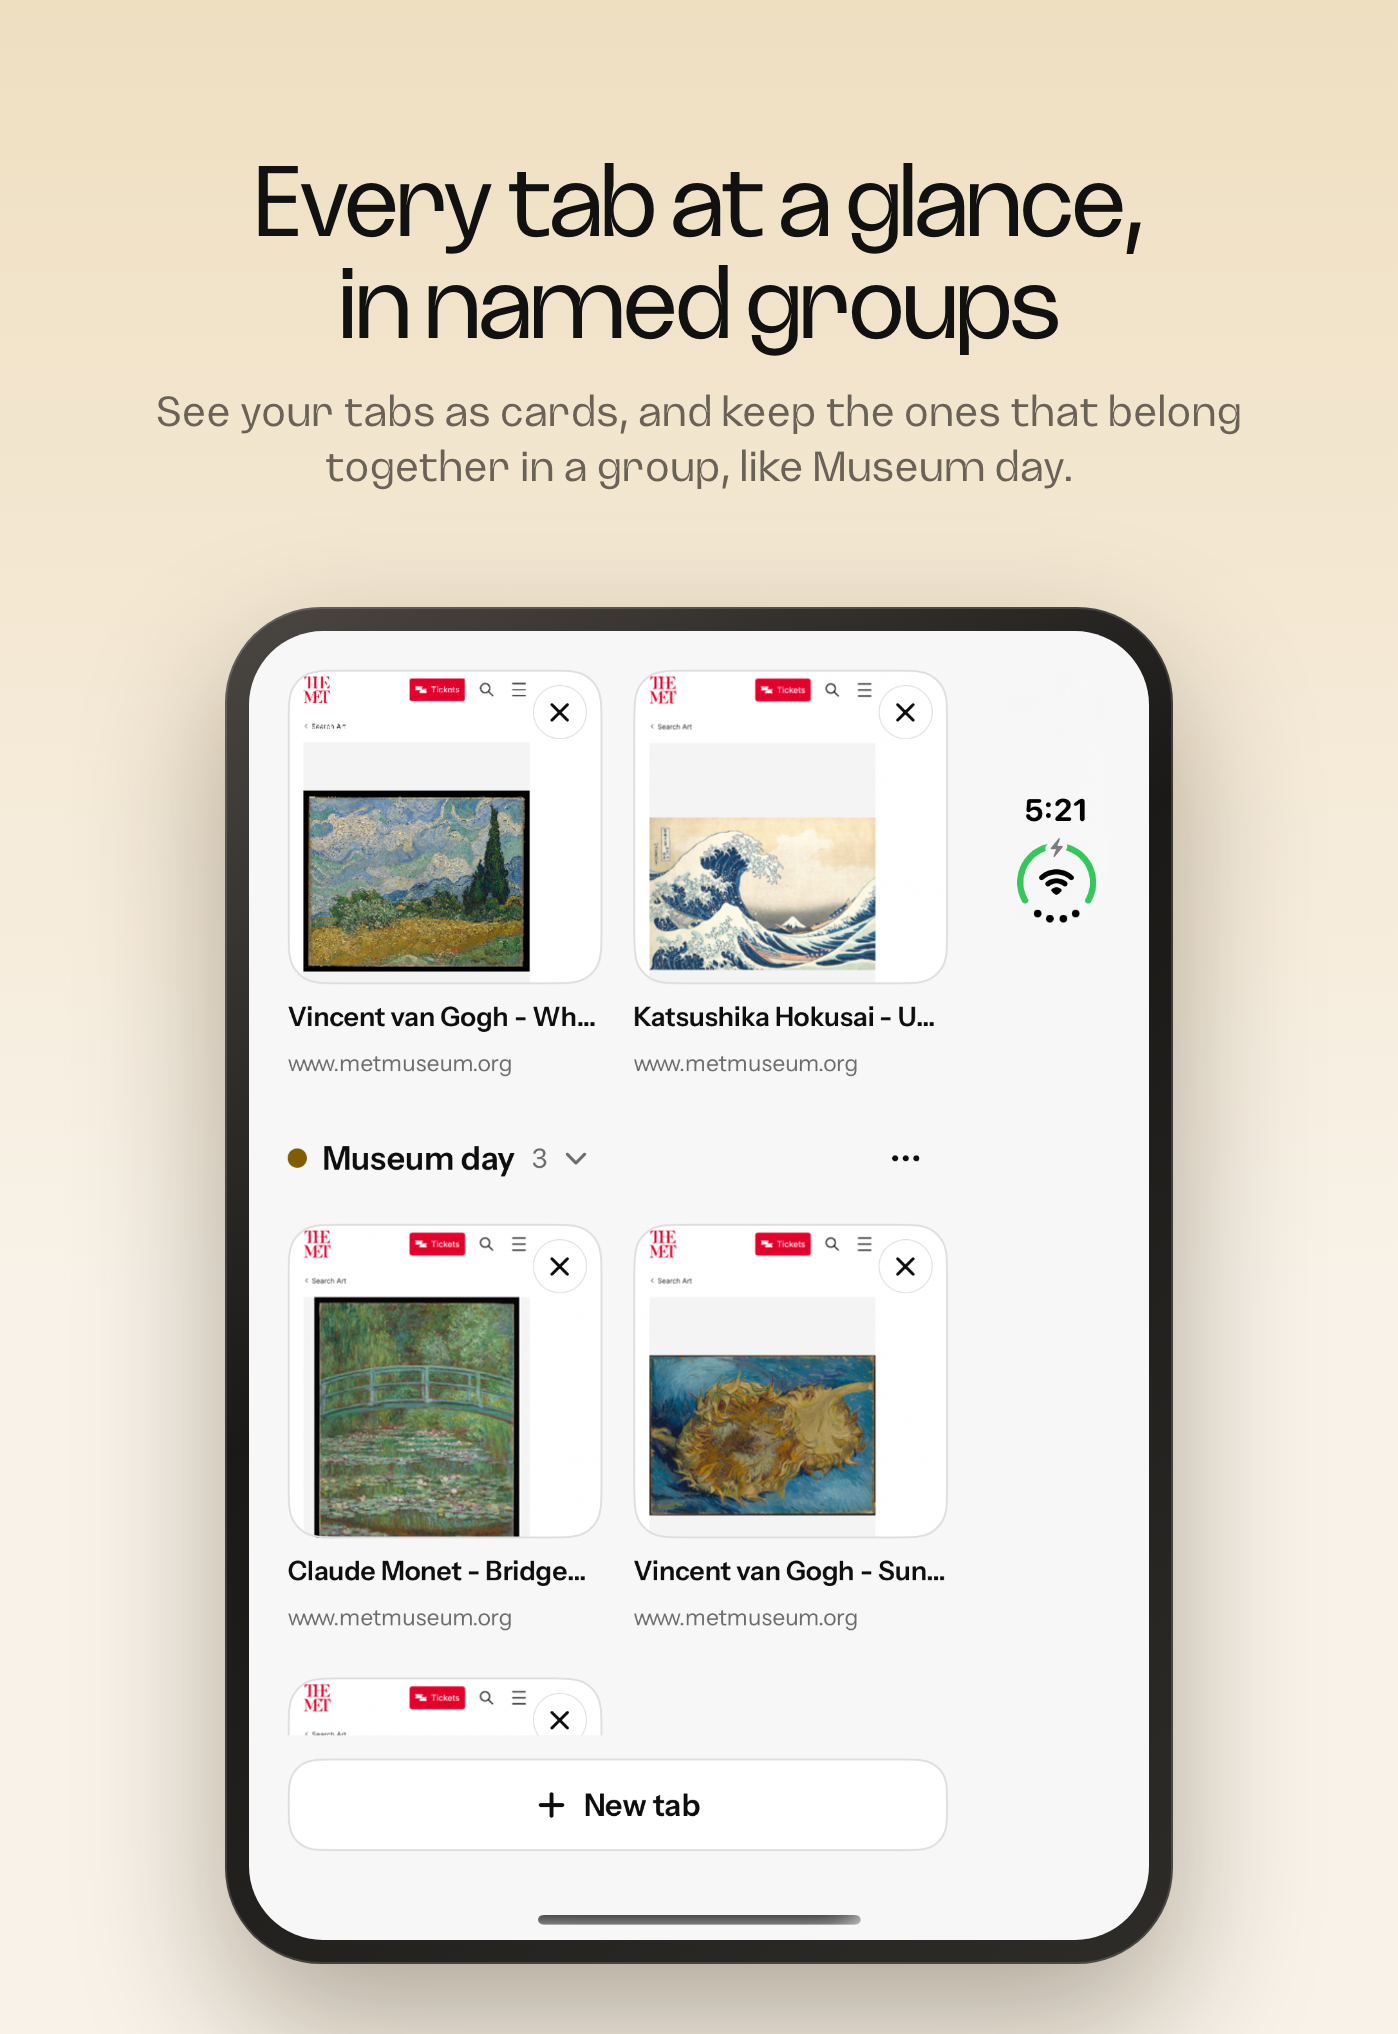 Every tab at a glance,
in named groups
See your tabs as cards, and keep the ones that belong
together in a group, like Museum day.
THE MET
Tickets
Search Art
THE MET
Tickets
Search Art
5:21
Vincent van Gogh - Wh...
www.metmuseum.org
Katsushika Hokusai - U...
www.metmuseum.org
Museum day 3
THE MET
Tickets
Search Art
THE MET
Tickets
Search Art
Claude Monet - Bridge...
www.metmuseum.org
Vincent van Gogh - Sun...
www.metmuseum.org
THE MET
Tickets
Search Art
New tab